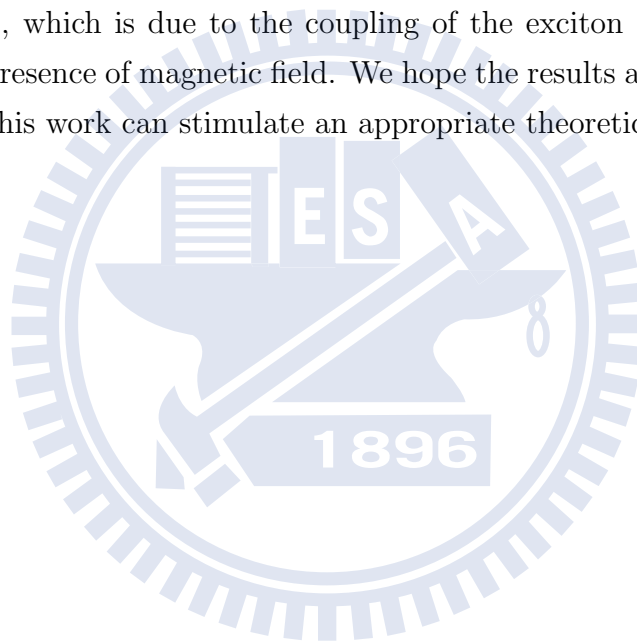 , which is due to the coupling of the exciton
resence of magnetic field. We hope the results a
his work can stimulate an appropriate theoretic
E S A
1896